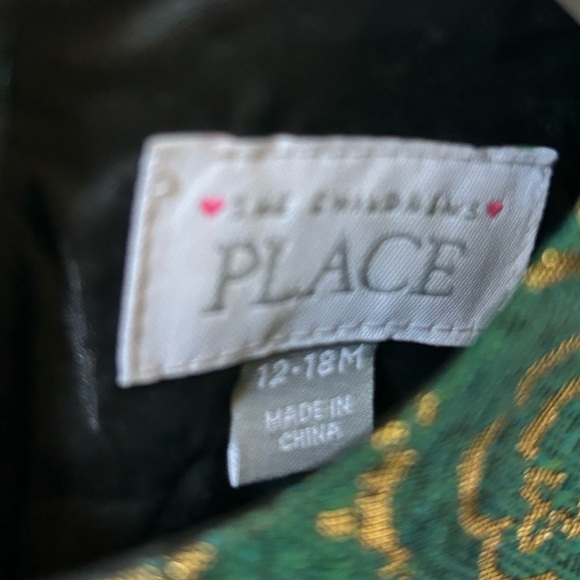 THE CHILDREN'S
PLACE
12-18M
MADE IN
CHINA